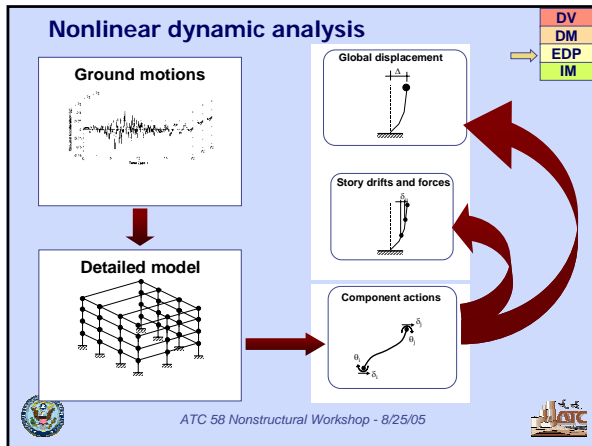 Nonlinear dynamic analysis
DV
DM
EDP
IM
Ground motions
Global displacement
Δ
Story drifts and forces
δ
Detailed model
Component actions
δj
θj
θi
δi
ATC 58 Nonstructural Workshop - 8/25/05
ATC